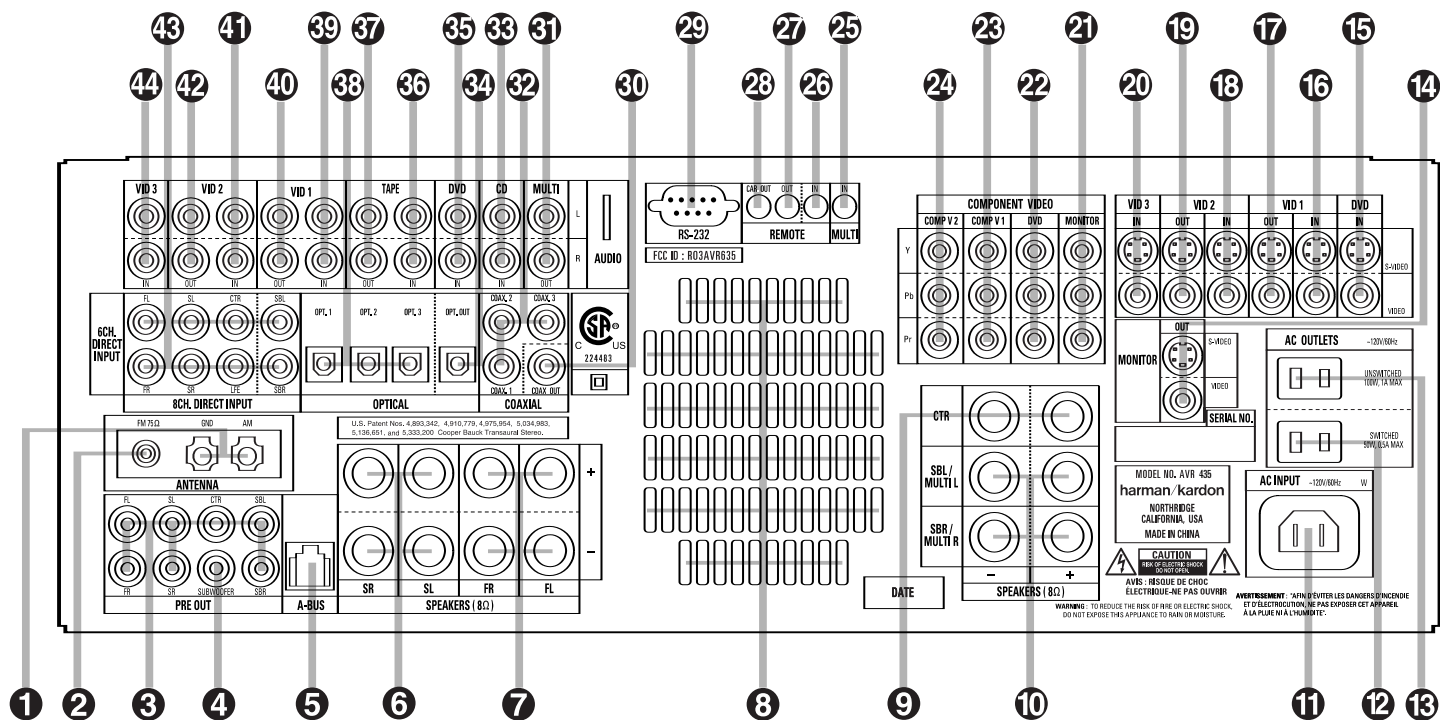 43 41 39 37 35 33 31 29 27 25 23 21 19 17 15
44 42 40 38 36 34 32 30 28 26 24 22 20 18 16 14
VID 3 VID 2 VID 1 TAPE DVD CD MULTI
L
R
AUDIO
IN OUT IN OUT IN OUT IN IN IN OUT
6CH. DIRECT INPUT
FL SL CTR SBL
FR SR LFE SBR
8CH. DIRECT INPUT
OPT. 1 OPT. 2 OPT. 3 OPT. OUT
OPTICAL
COAX. 2 COAX. 3
COAX. 1 COAX OUT
COAXIAL
CSA ®
C US
224483
FM 75Ω GND AM
ANTENNA
U.S. Patent Nos. 4,893,342, 4,910,779, 4,975,954, 5,034,983,
5,136,651, and 5,333,200 Cooper Bauck Transaural Stereo.
FL SL CTR SBL
FR SR SUBWOOFER SBR
PRE OUT
A-BUS
+
−
SR SL FR FL
SPEAKERS ( 8Ω )
RS-232
FCC ID : R03AVR635
CAR. OUT OUT IN IN
REMOTE MULTI
COMPONENT VIDEO
COMP V 2 COMP V 1 DVD MONITOR
Y
Pb
Pr
CTR
SBL /
MULTI L
SBR /
MULTI R
− +
SPEAKERS ( 8Ω )
DATE
VID 3 VID 2 VID 1 DVD
IN OUT IN OUT IN IN
S-VIDEO
VIDEO
MONITOR
OUT
S-VIDEO
VIDEO
SERIAL NO.
AC OUTLETS ~120V/60Hz
UNSWITCHED
100W, 1A MAX
SWITCHED
50W, 0.5A MAX
MODEL NO. AVR 435
harman/kardon
NORTHRIDGE
CALIFORNIA, USA
MADE IN CHINA
AC INPUT ~120V/60Hz W
CAUTION
RISK OF ELECTRIC SHOCK
DO NOT OPEN.
AVIS : RISQUE DE CHOC
ÉLECTRIQUE-NE PAS OUVRIR
WARNING : TO REDUCE THE RISK OF FIRE OR ELECTRIC SHOCK,
DO NOT EXPOSE THIS APPLIANCE TO RAIN OR MOISTURE.
AVERTISSEMENT : "AFIN D'ÉVITER LES DANGERS D'INCENDIE
ET D'ÉLECTROCUTION, NE PAS EXPOSER CET APPAREIL
À LA PLUIE NI À L'HUMIDITE".
1 2 3 4 5 6 7 8 9 10 11 12 13